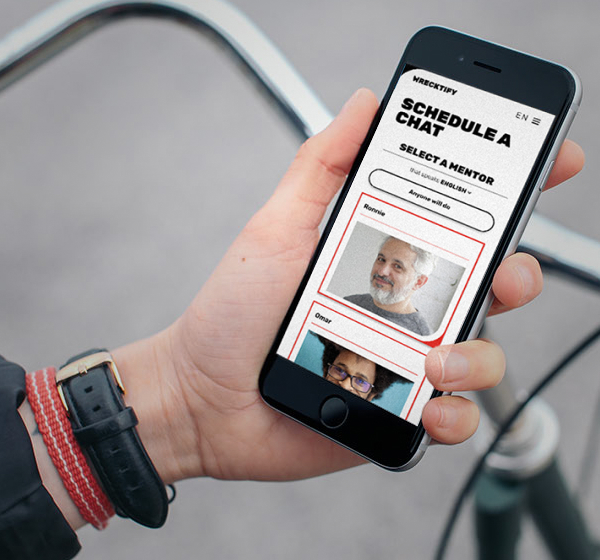 WRECKTIFY
EN
SCHEDULE A
CHAT
SELECT A MENTOR
that speaks ENGLISH
Anyone will do
Ronnie
Omar